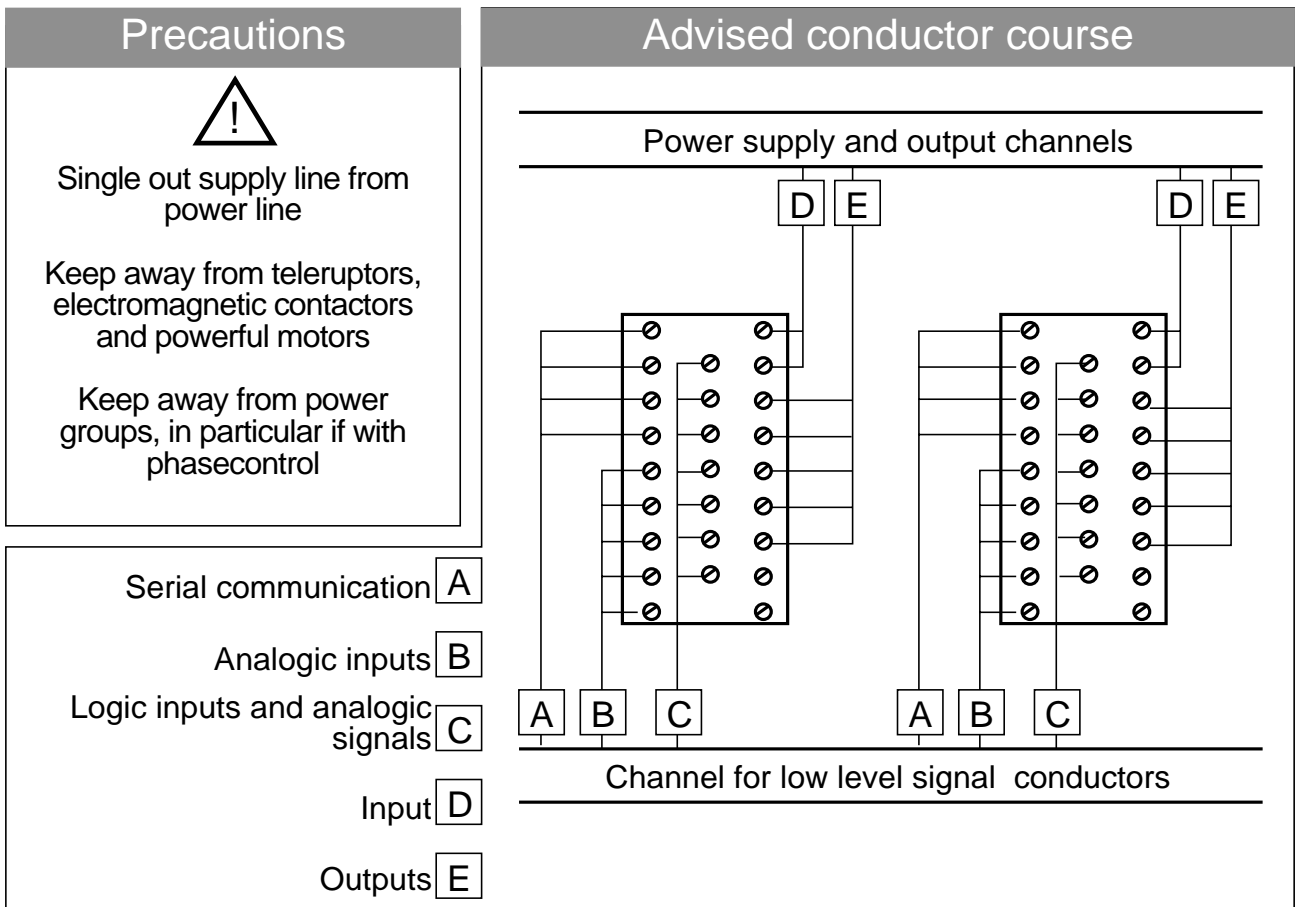 Precautions
!
Single out supply line from
power line
Keep away from teleruptors,
electromagnetic contactors
and powerful motors
Keep away from power
groups, in particular if with
phasecontrol
Advised conductor course
Power supply and output channels
D E D E
A B C A B C
Channel for low level signal conductors
Serial communication A
Analogic inputs B
Logic inputs and analogic
signals C
Input D
Outputs E